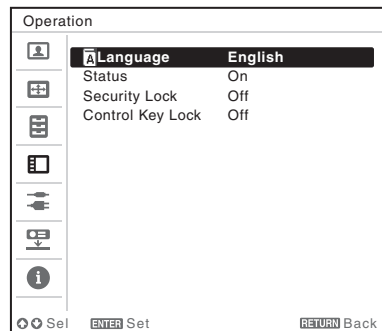 Operation
Language English
Status On
Security Lock Off
Control Key Lock Off
Sel ENTER Set RETURN Back